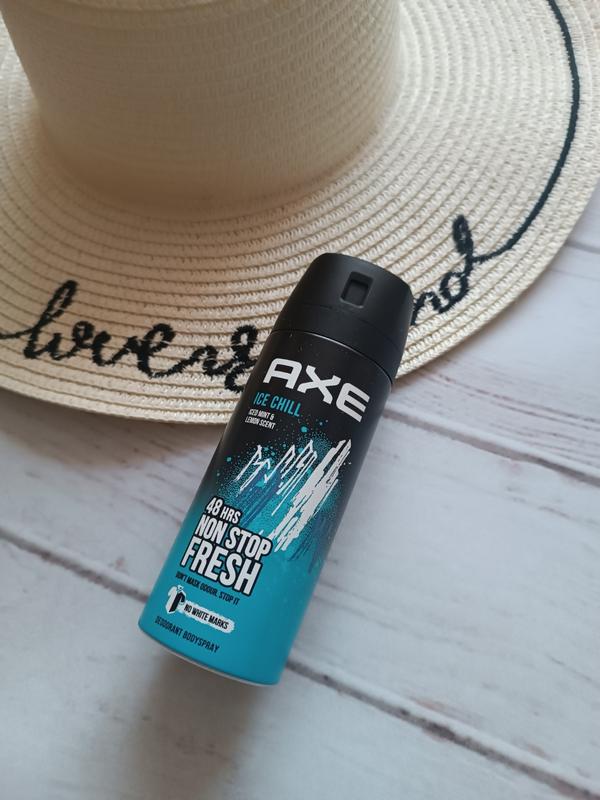 AXE
ICE CHILL
ICED MINT &
LEMON SCENT
48 HRS
NON STOP
FRESH
DON'T MASK ODOUR, STOP IT
NO WHITE MARKS
DEODORANT BODYSPRAY